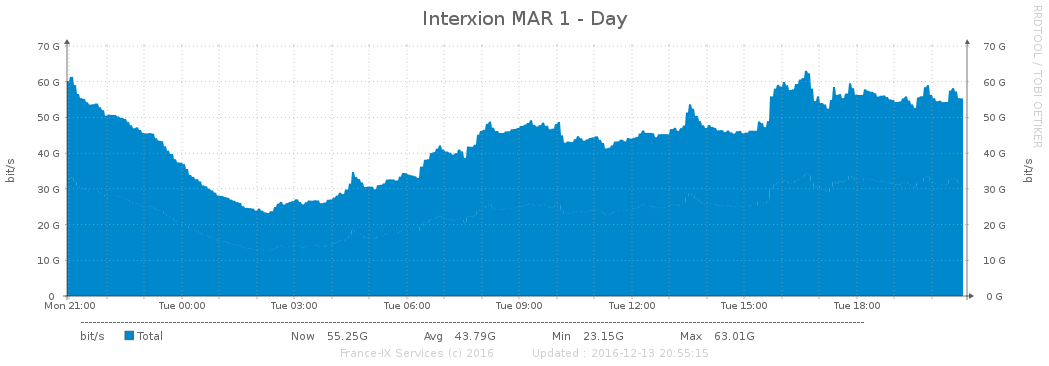 Interxion MAR 1 - Day
RRDTOOL / TOBI OETIKER
bit/s
bit/s
70 G 70 G
60 G 60 G
50 G 50 G
40 G 40 G
30 G 30 G
20 G 20 G
10 G 10 G
0 0 G
Mon 21:00 Tue 00:00 Tue 03:00 Tue 06:00 Tue 09:00 Tue 12:00 Tue 15:00 Tue 18:00
bit/s Total Now 55.25G Avg 43.79G Min 23.15G Max 63.01G
France-IX Services (c) 2016 Updated : 2016-12-13 20:55:15